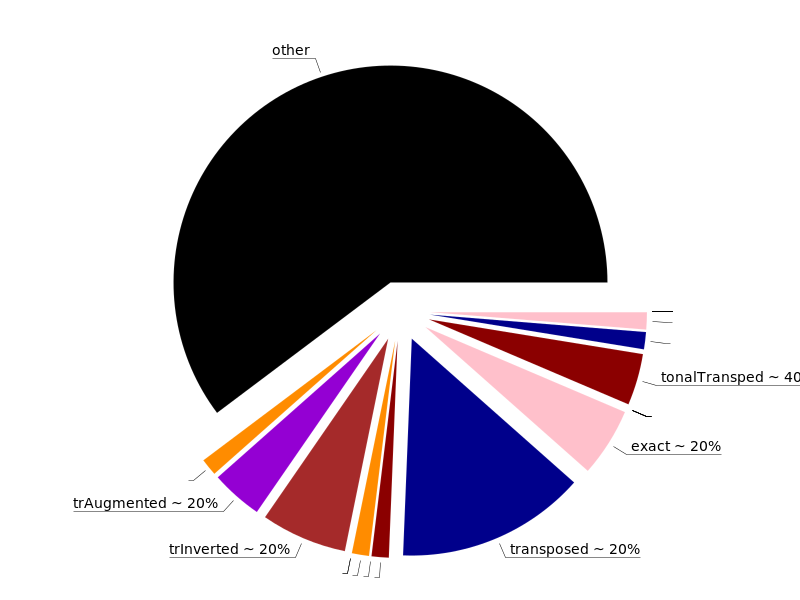 other
tonalTransped ~ 40
exact ~ 20%
trAugmented ~ 20%
trInverted ~ 20%
transposed ~ 20%